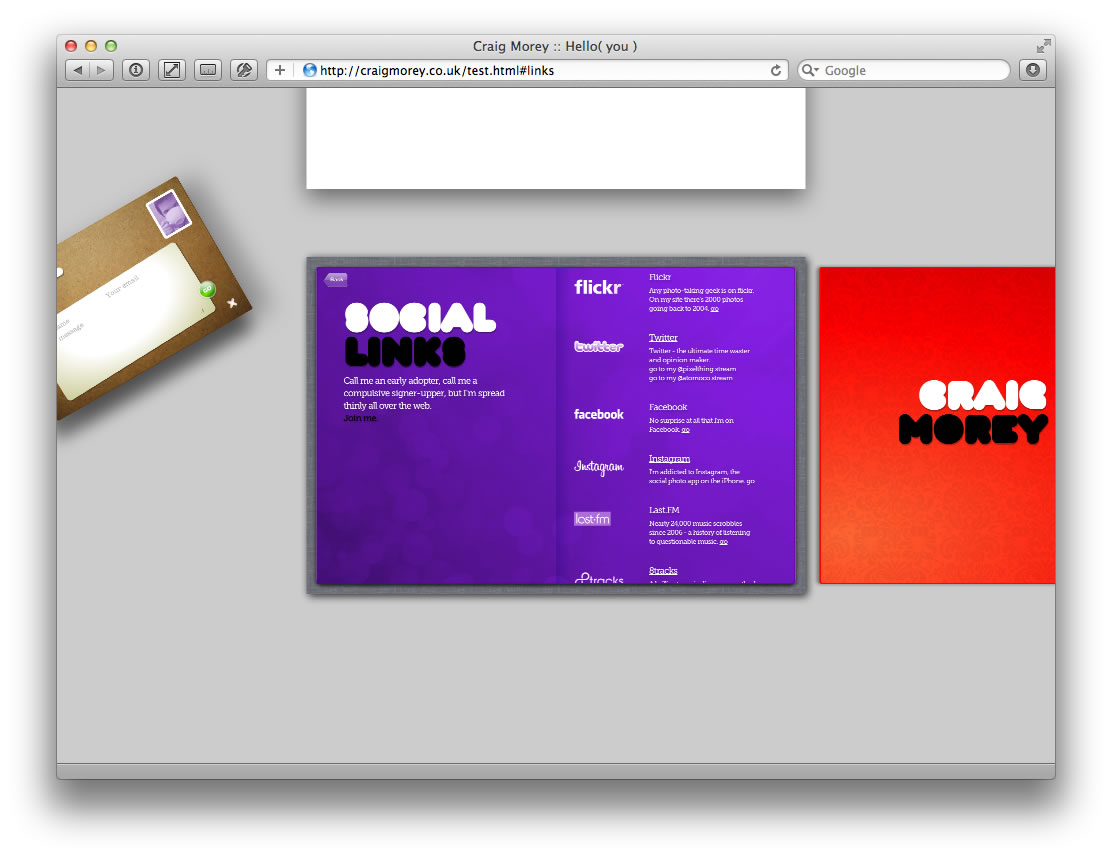 Craig Morey :: Hello( you )
http://craigmorey.co.uk/test.html#links
Google
Your email
message
Back
SOCIAL
LINKS
Call me an early adopter, call me a
compulsive signer-upper, but I'm spread
thinly all over the web.
Join me.
flickr
Flickr
Any photo-taking geek is on flickr.
On my site there's 2000 photos
going back to 2004. go
twitter
Twitter
Twitter - the ultimate time waster
and opinion maker.
go to my @pixelthing stream
go to my @atomoco stream
facebook
Facebook
No surprise at all that I'm on
Facebook. go
Instagram
Instagram
I'm addicted to Instagram, the
social photo app on the iPhone. go
last.fm
Last.FM
Nearly 24,000 music scrobbles
since 2006 - a history of listening
to questionable music. go
8tracks
8tracks
CRAIG
MOREY